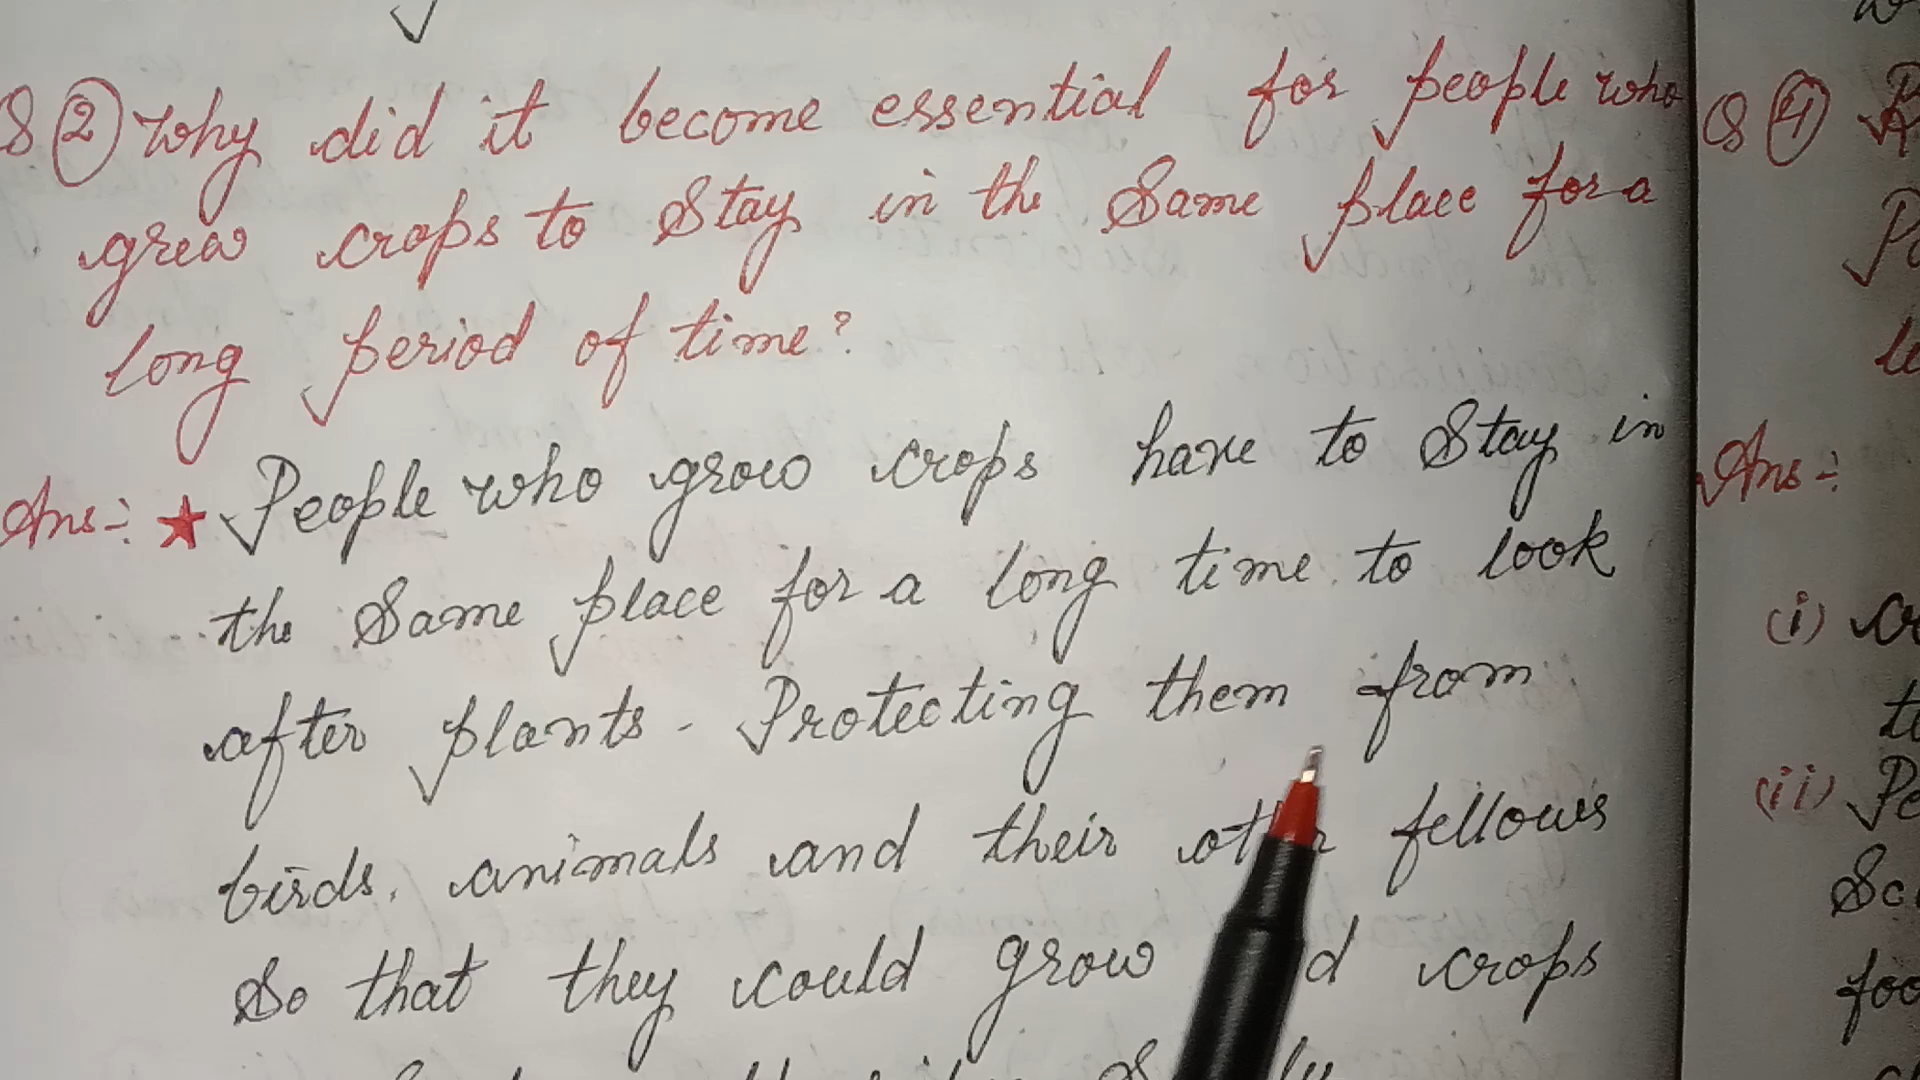 Q ② Why did it become essential for people who
grew crops to Stay in the Same place for a
long period of time?
Ans :- ★ People who grow crops have to Stay in
the Same place for a long time to look
after plants. Protecting them from
birds, animals and their fellows
So that they could grow crops
Q ④
Ans :-
(i)
(ii)